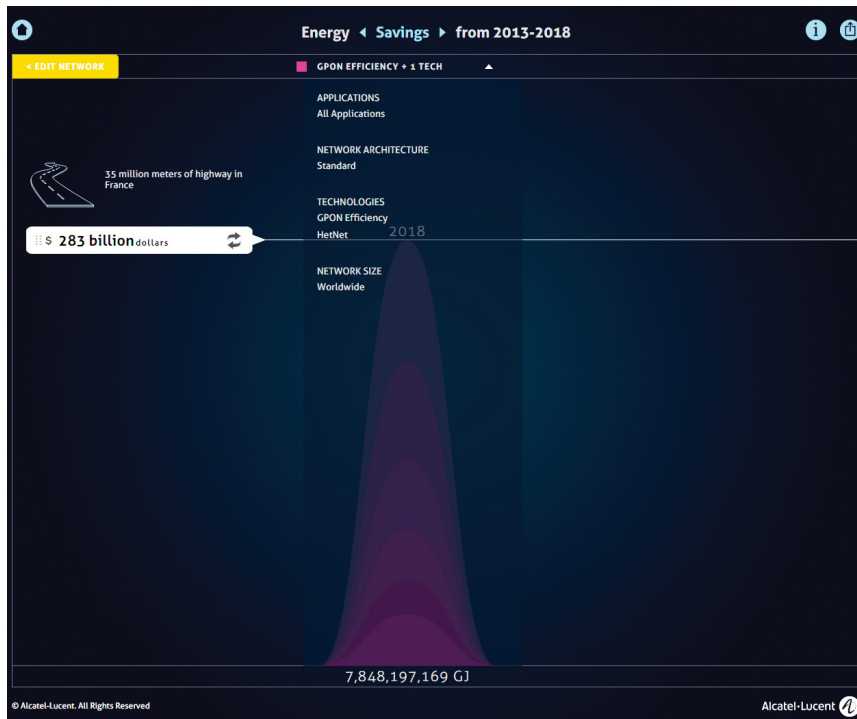 Energy Savings from 2013-2018
< EDIT NETWORK
GPON EFFICIENCY + 1 TECH
APPLICATIONS
All Applications
NETWORK ARCHITECTURE
Standard
35 million meters of highway in
France
TECHNOLOGIES
GPON Efficiency
HetNet
2018
$ 283 billion dollars
NETWORK SIZE
Worldwide
7,848,197,169 GJ
© Alcatel-Lucent. All Rights Reserved
Alcatel·Lucent